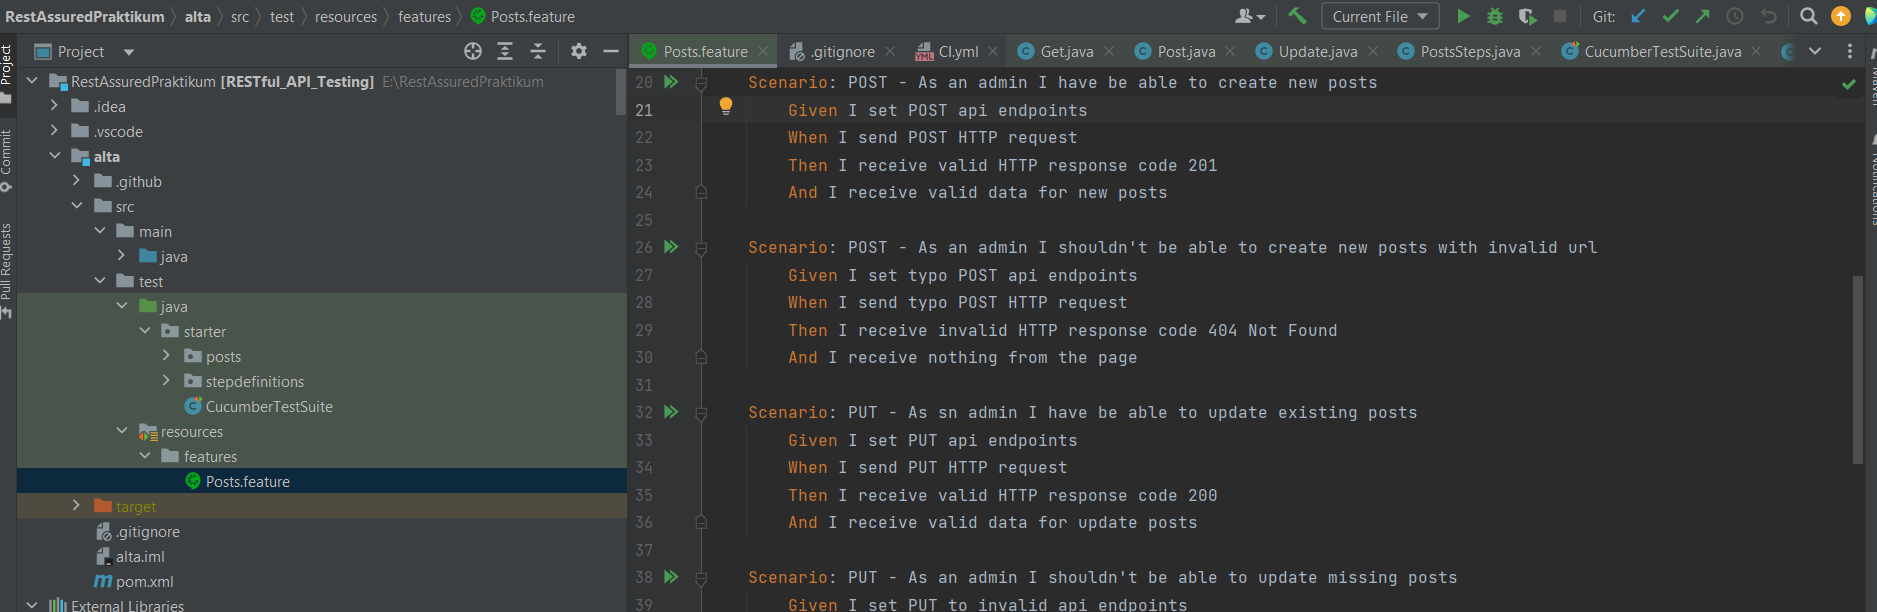 RestAssuredPraktikum alta src test resources features Posts.feature Current File Git:
Project
Posts.feature .gitignore CI.yml Get.java Post.java Update.java PostsSteps.java CucumberTestSuite.java
Project
Commit
Pull Requests
RestAssuredPraktikum [RESTful_API_Testing] E:\RestAssuredPraktikum
.idea
.vscode
alta
.github
src
main
java
test
java
starter
posts
stepdefinitions
CucumberTestSuite
resources
features
Posts.feature
target
.gitignore
alta.iml
pom.xml
External Libraries
20 Scenario: POST - As an admin I have be able to create new posts
21 Given I set POST api endpoints
22 When I send POST HTTP request
23 Then I receive valid HTTP response code 201
24 And I receive valid data for new posts
25
26 Scenario: POST - As an admin I shouldn't be able to create new posts with invalid url
27 Given I set typo POST api endpoints
28 When I send typo POST HTTP request
29 Then I receive invalid HTTP response code 404 Not Found
30 And I receive nothing from the page
31
32 Scenario: PUT - As sn admin I have be able to update existing posts
33 Given I set PUT api endpoints
34 When I send PUT HTTP request
35 Then I receive valid HTTP response code 200
36 And I receive valid data for update posts
37
38 Scenario: PUT - As an admin I shouldn't be able to update missing posts
39 Given I set PUT to invalid api endpoints